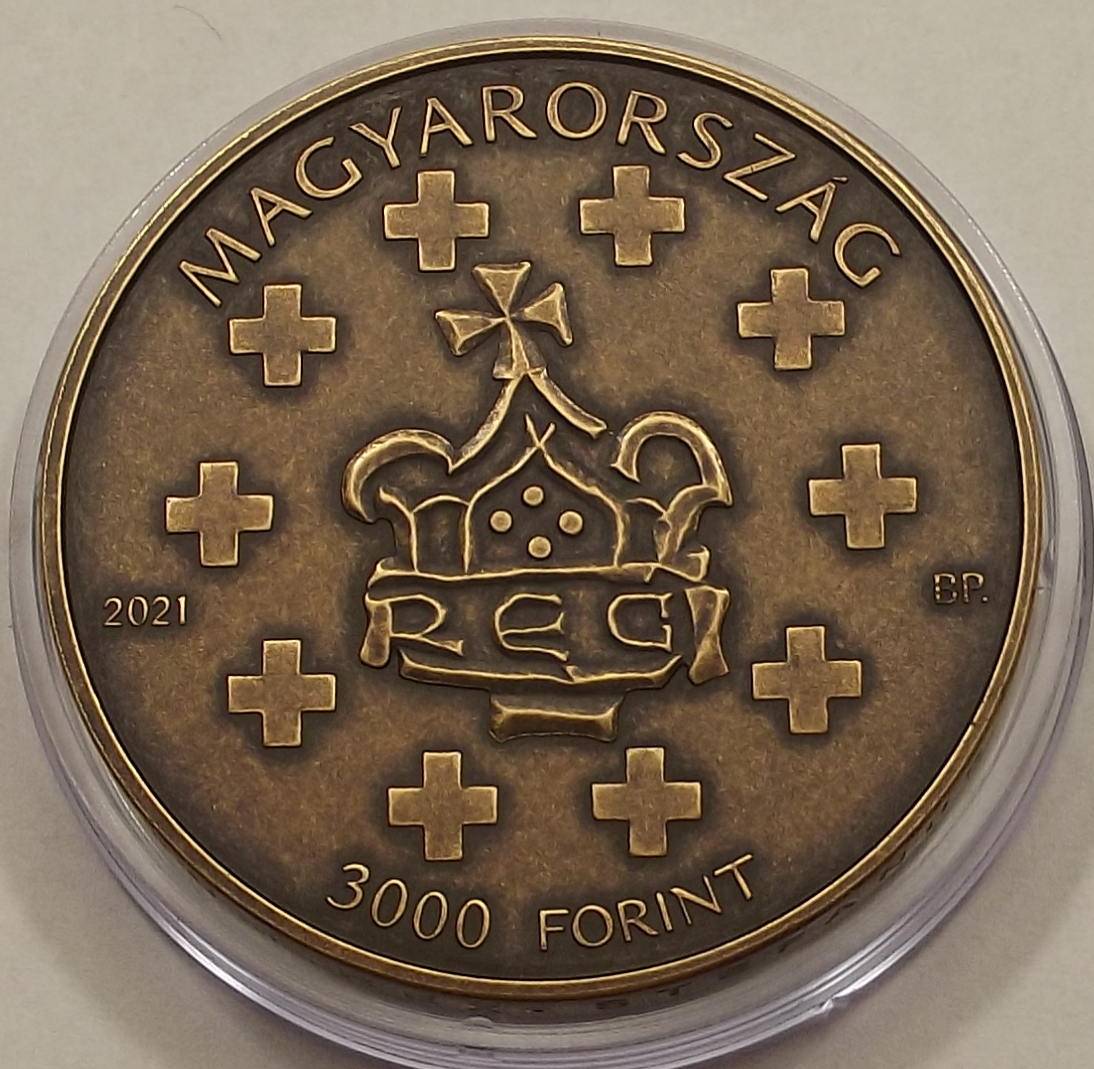 MAGYARORSZÁG
2021
BP.
REG
3000 FORINT